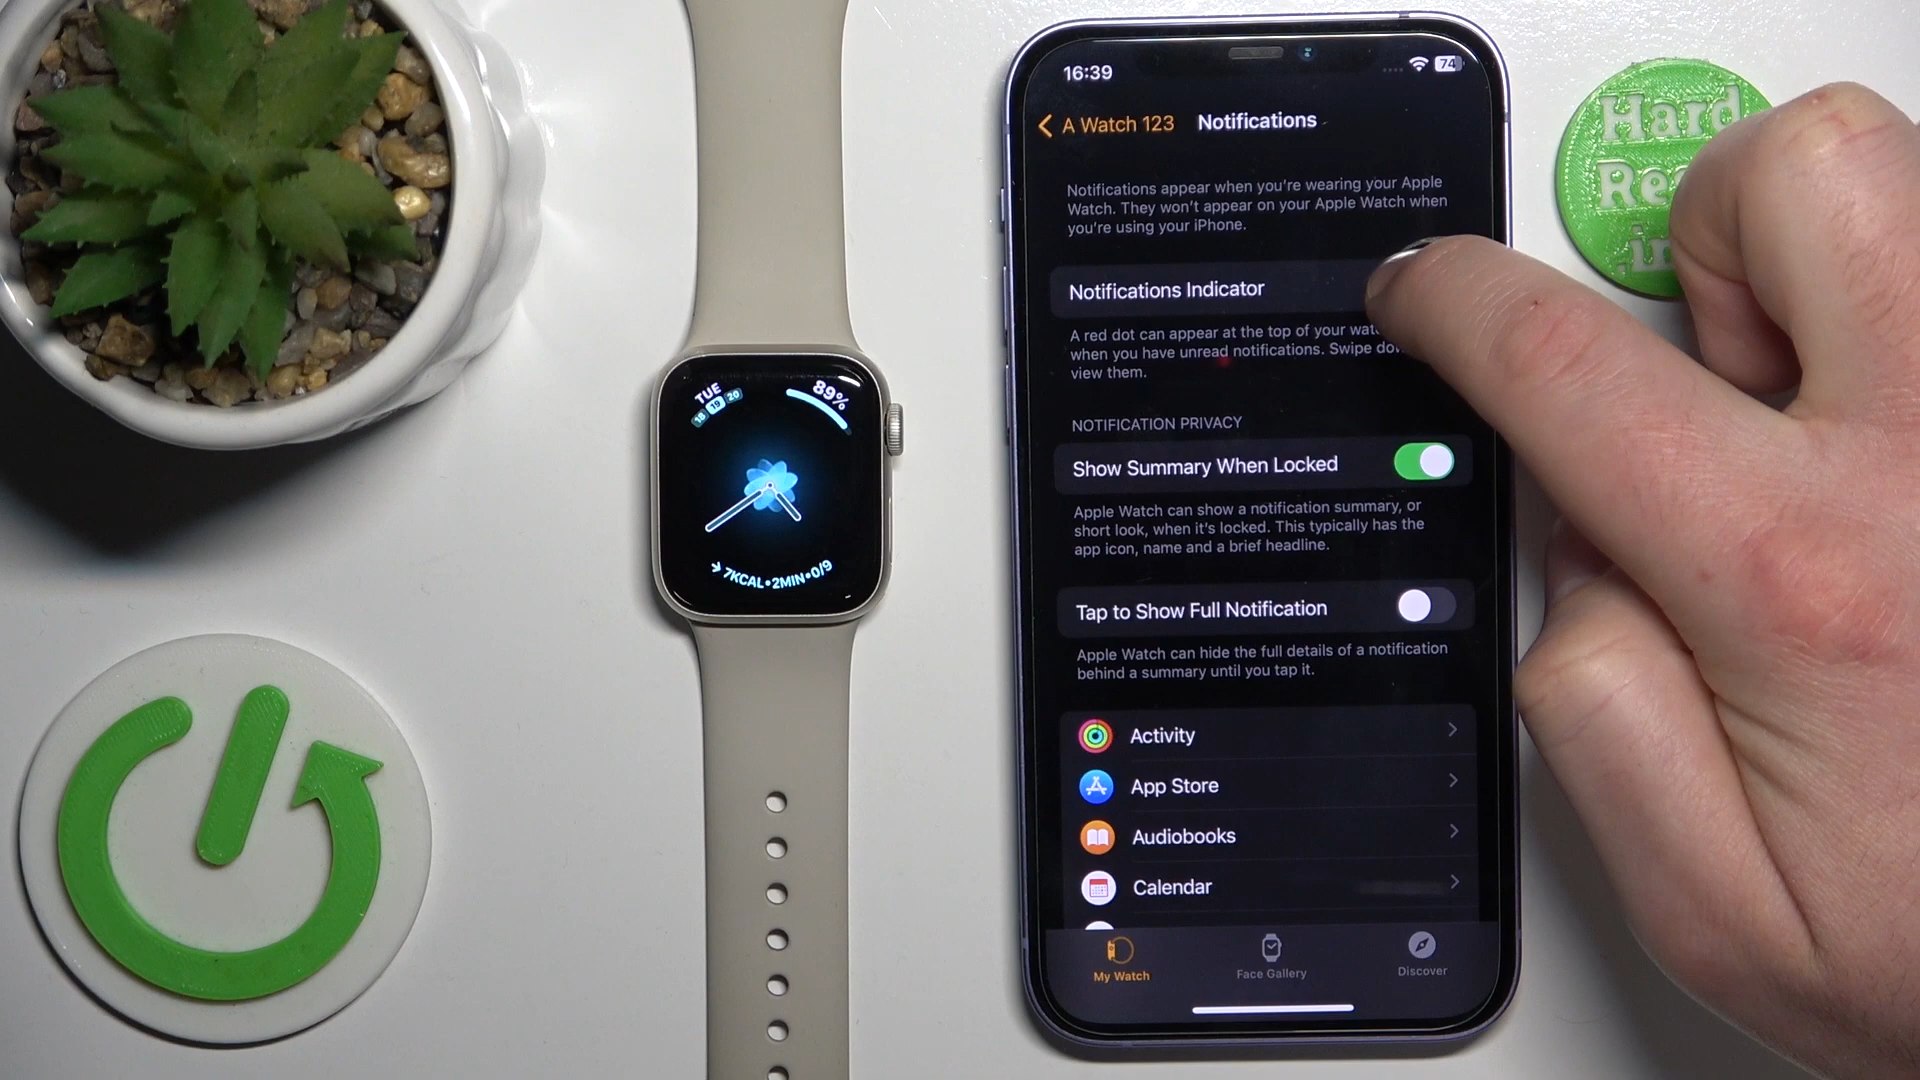 16:39
74
A Watch 123
Notifications
Notifications appear when you're wearing your Apple
Watch. They won't appear on your Apple Watch when
you're using your iPhone.
Notifications Indicator
A red dot can appear at the top of your
when you have unread notifications. Swipe
view them.
NOTIFICATION PRIVACY
Show Summary When Locked
Apple Watch can show a notification summary, or
short look, when it's locked. This typically has the
app icon, name and a brief headline.
Tap to Show Full Notification
Apple Watch can hide the full details of a notification
behind a summary until you tap it.
Activity
App Store
Audiobooks
Calendar
My Watch
Face Gallery
Discover
TUE
18 19 20
89%
7KCAL•2MIN•0/9
Hard